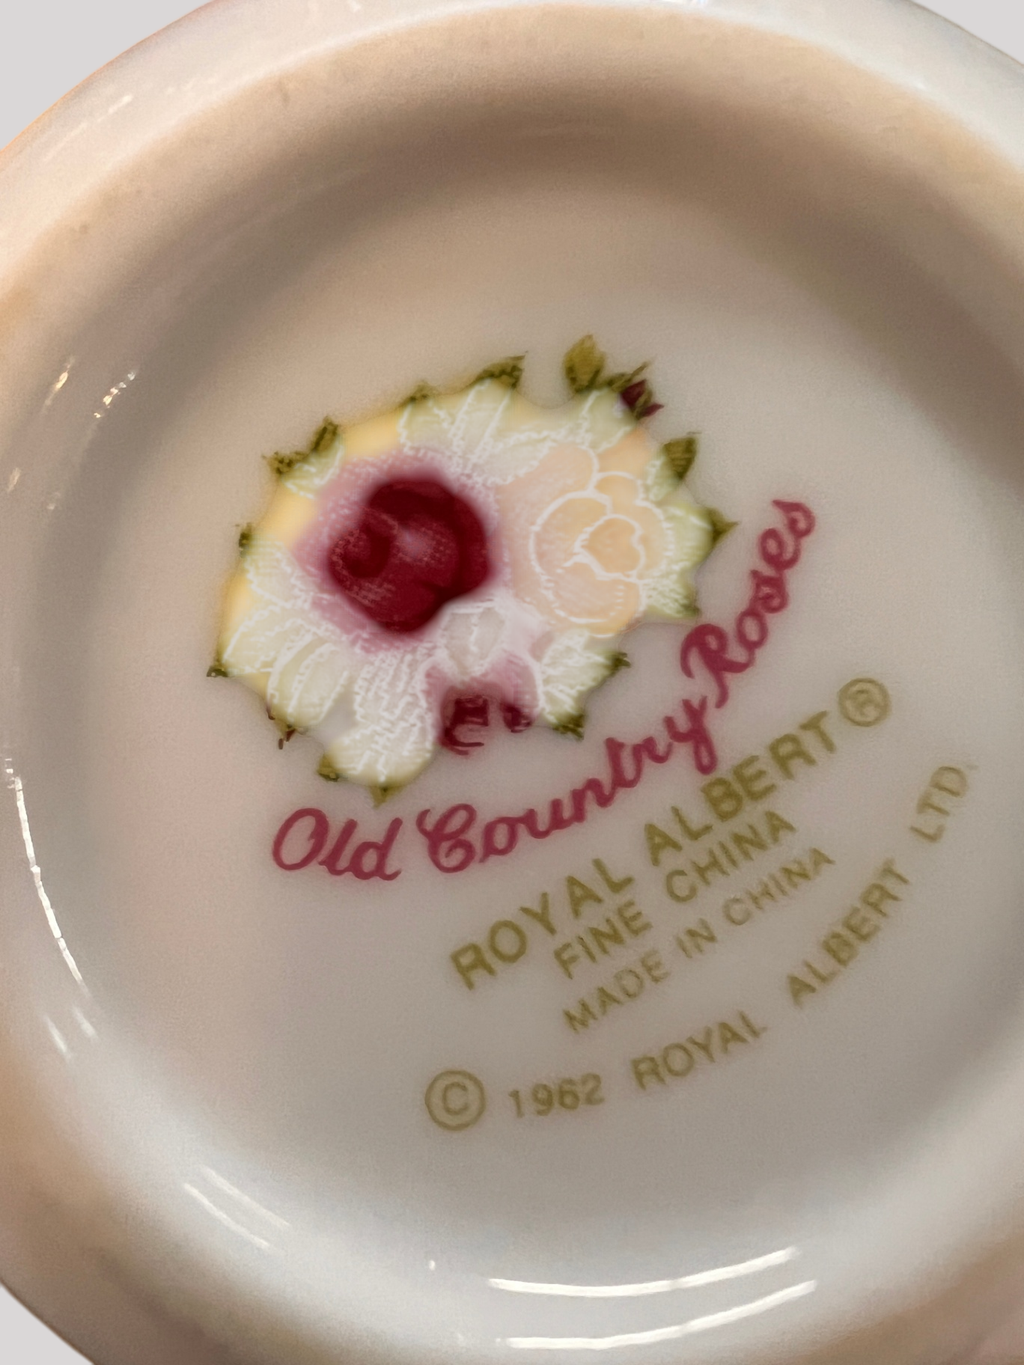 Old Country Roses
ROYAL ALBERT ®
FINE CHINA
MADE IN CHINA
© 1962 ROYAL ALBERT LTD.